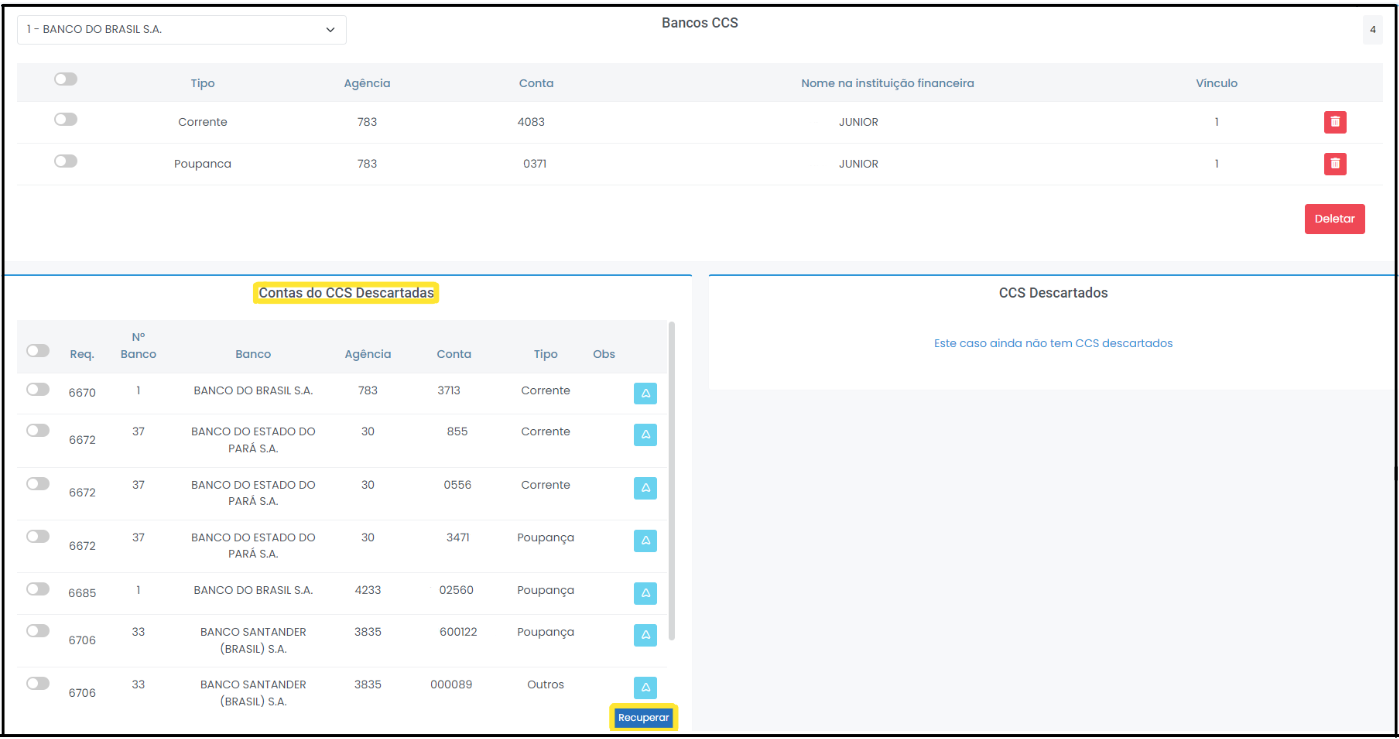 1 - BANCO DO BRASIL S.A.
Bancos CCS
4
Tipo Agência Conta Nome na instituição financeira Vínculo
Corrente 783 4083 JUNIOR 1
Poupanca 783 0371 JUNIOR 1
Deletar
Contas do CCS Descartadas
Req. Nº Banco Banco Agência Conta Tipo Obs
6670 1 BANCO DO BRASIL S.A. 783 3713 Corrente
6672 37 BANCO DO ESTADO DO PARÁ S.A. 30 855 Corrente
6672 37 BANCO DO ESTADO DO PARÁ S.A. 30 0556 Corrente
6672 37 BANCO DO ESTADO DO PARÁ S.A. 30 3471 Poupança
6685 1 BANCO DO BRASIL S.A. 4233 02560 Poupança
6706 33 BANCO SANTANDER (BRASIL) S.A. 3835 600122 Poupança
6706 33 BANCO SANTANDER (BRASIL) S.A. 3835 000089 Outros
Recuperar
CCS Descartados
Este caso ainda não tem CCS descartados